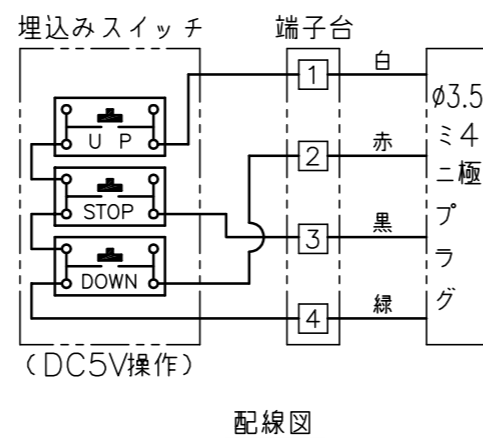 埋込みスイッチ
端子台
1
白
φ3.5
ミ4
ニ極
プ
ラ
グ
UP
2
赤
STOP
3
黒
DOWN
4
緑
(DC5V操作)
配線図